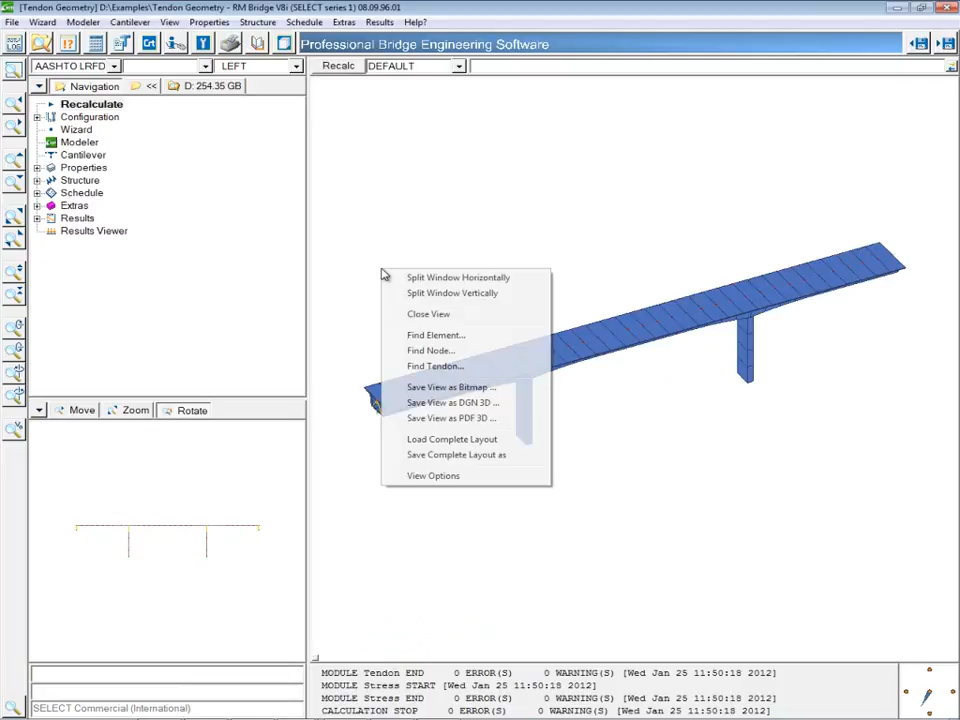 [Tendon Geometry] D:\Examples\Tendon Geometry - RM Bridge V8i (SELECT series 1) 08.09.96.01
File Wizard Modeler Cantilever View Properties Structure Schedule Extras Results Help?
Professional Bridge Engineering Software
AASHTO LRFD LEFT Recalc DEFAULT
Navigation << D: 254.35 GB
Recalculate
Configuration
Wizard
Modeler
Cantilever
Properties
Structure
Schedule
Extras
Results
Results Viewer
Split Window Horizontally
Split Window Vertically
Close View
Find Element...
Find Node...
Find Tendon...
Save View as Bitmap ...
Save View as DGN 3D ...
Save View as PDF 3D ...
Load Complete Layout
Save Complete Layout as
View Options
Move Zoom Rotate
MODULE Tendon END 0 ERROR(S) 0 WARNING(S) [Wed Jan 25 11:50:18 2012]
MODULE Stress START [Wed Jan 25 11:50:18 2012]
MODULE Stress END 0 ERROR(S) 0 WARNING(S) [Wed Jan 25 11:50:18 2012]
CALCULATION STOP 0 ERROR(S) 0 WARNING(S) [Wed Jan 25 11:50:18 2012]
SELECT Commercial (International)